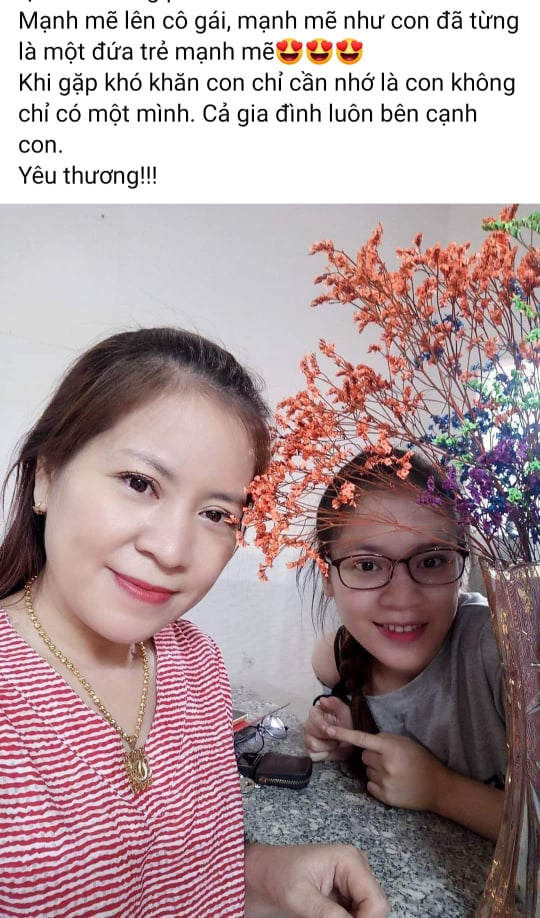 Mạnh mẽ lên cô gái, mạnh mẽ như con đã từng
là một đứa trẻ mạnh mẽ😍😍😍
Khi gặp khó khăn con chỉ cần nhớ là con không
chỉ có một mình. Cả gia đình luôn bên cạnh
con.
Yêu thương!!!